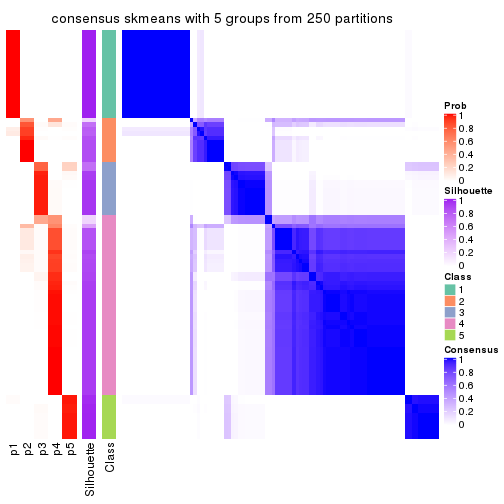 consensus skmeans with 5 groups from 250 partitions
Prob
1
0.8
0.6
0.4
0.2
0
Silhouette
1
0.8
0.6
0.4
0.2
0
Class
1
2
3
4
5
Consensus
1
0.8
0.6
0.4
0.2
0
p1
p2
p3
p4
p5
Silhouette
Class